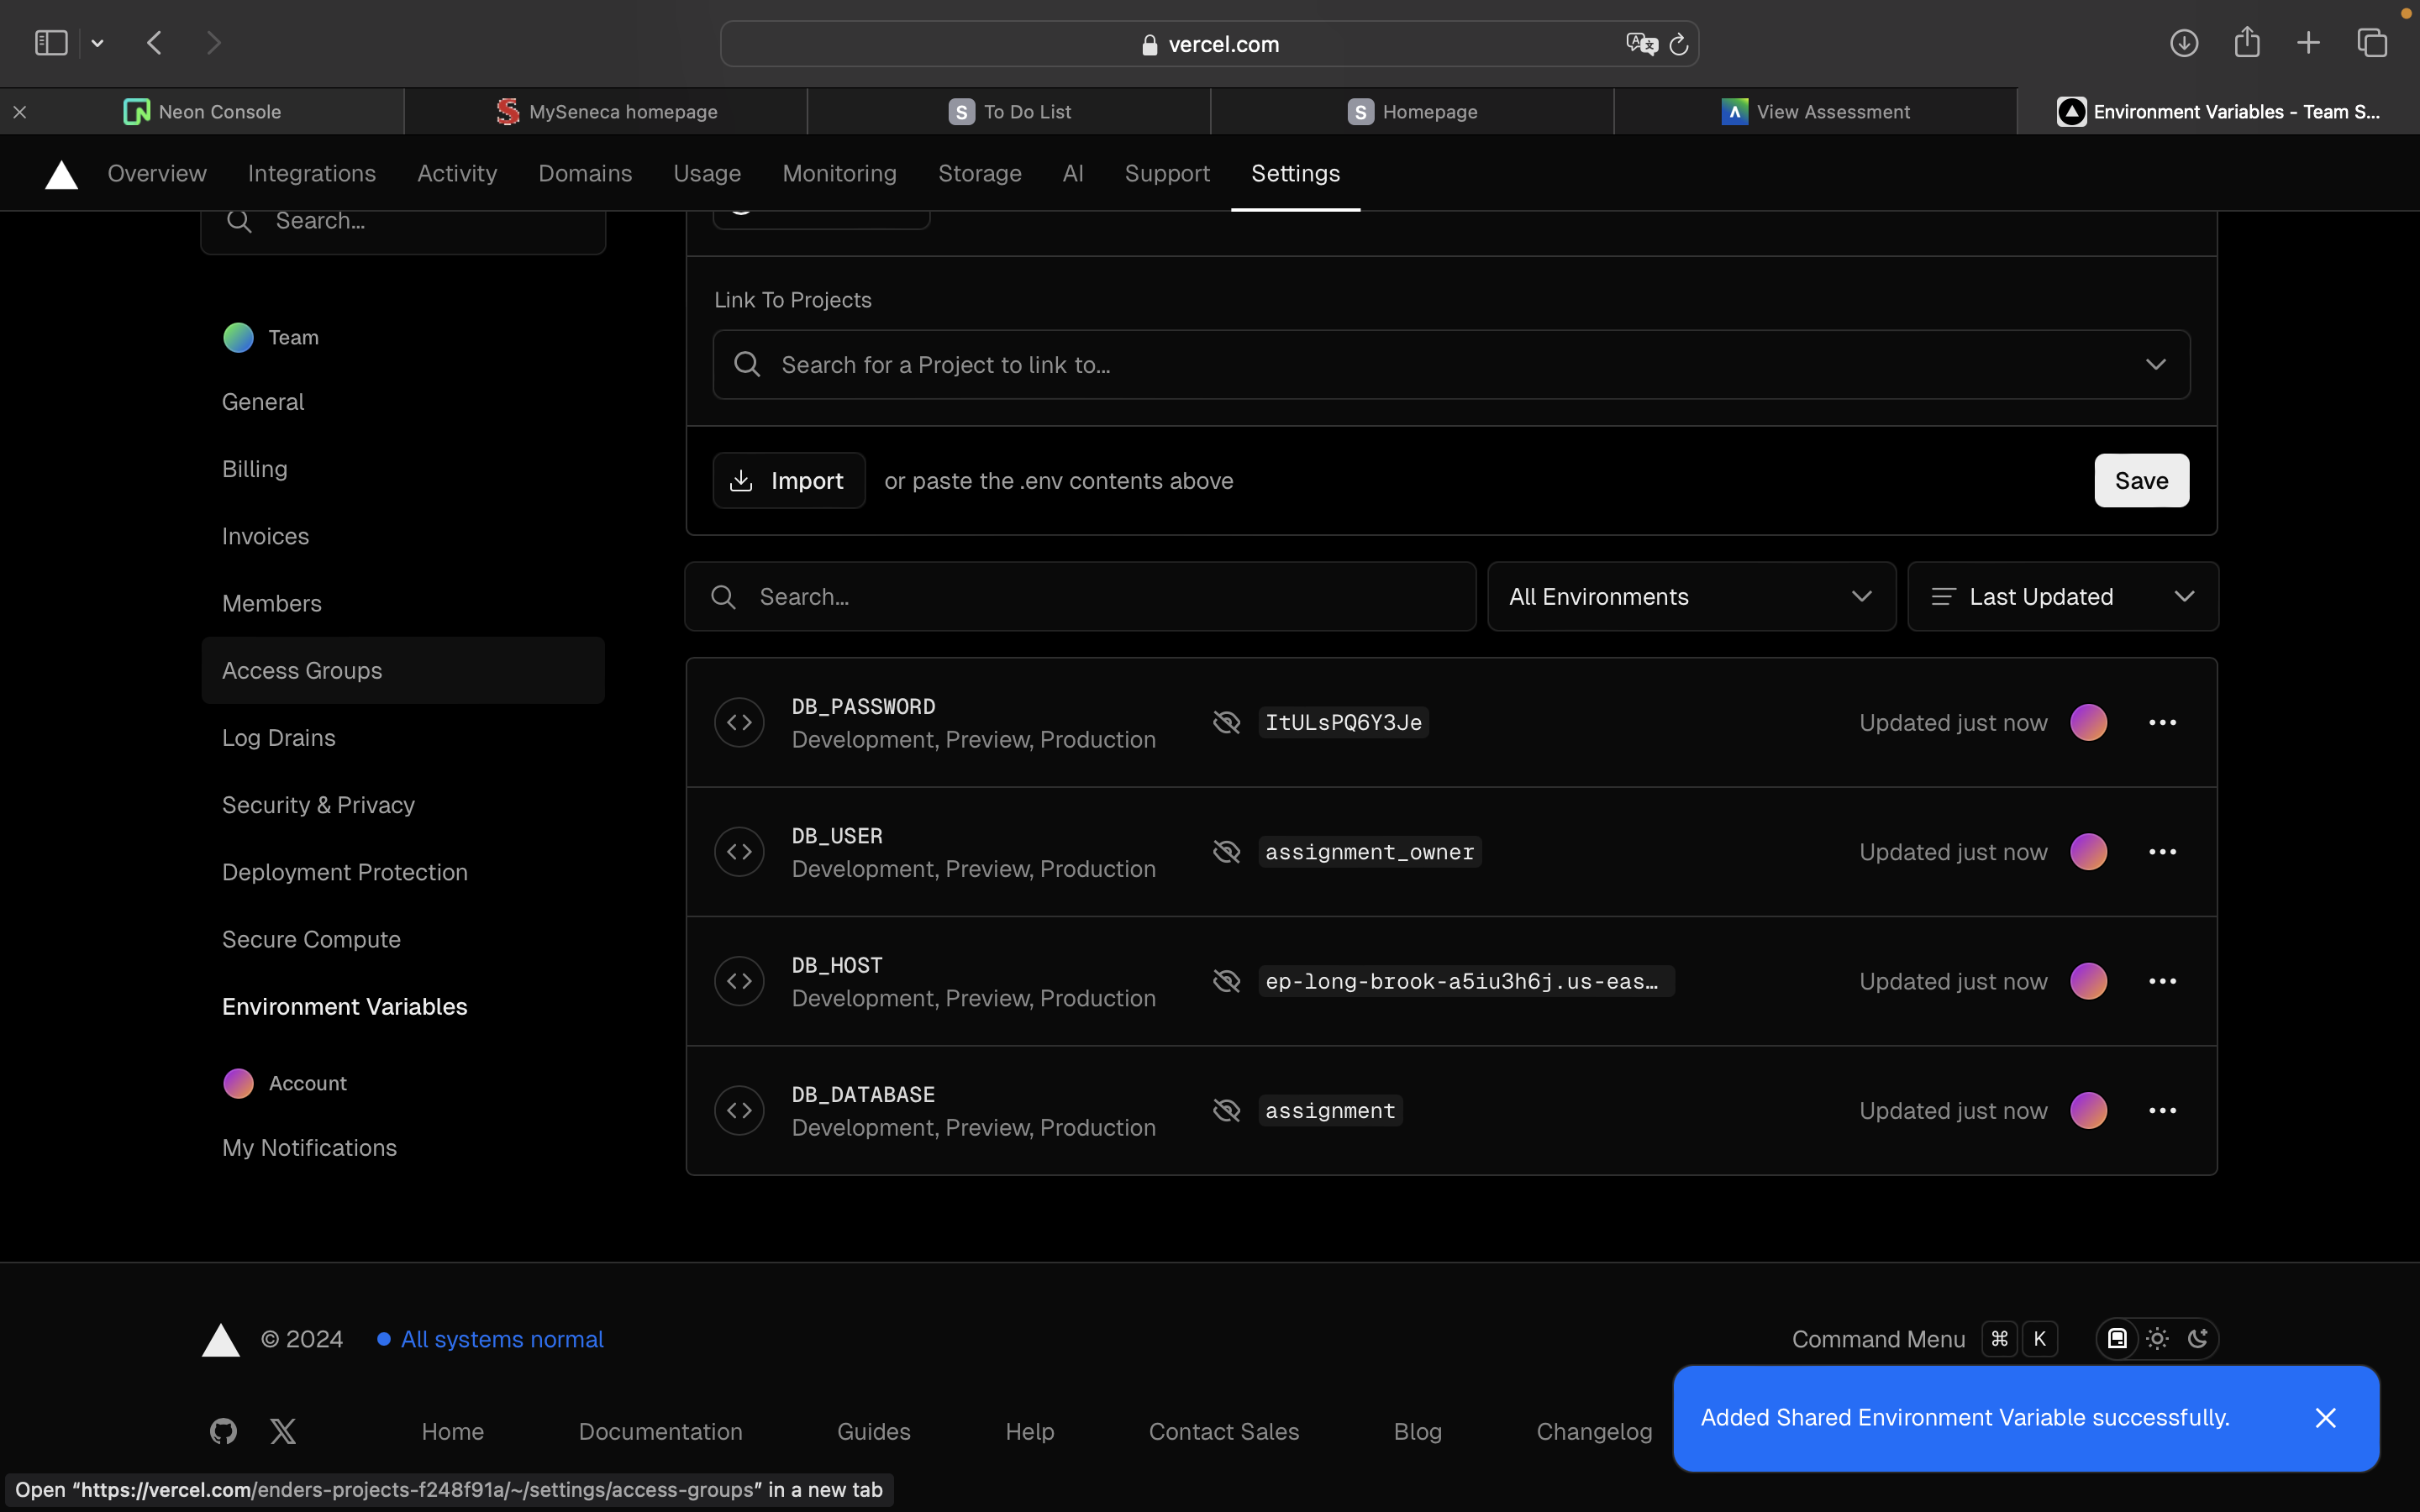 vercel.com
Neon Console
MySeneca homepage
S To Do List
S Homepage
View Assessment
Environment Variables - Team S...
Overview
Integrations
Activity
Domains
Usage
Monitoring
Storage
AI
Support
Settings
Search...
Team
General
Billing
Invoices
Members
Access Groups
Log Drains
Security & Privacy
Deployment Protection
Secure Compute
Environment Variables
Account
My Notifications
Link To Projects
Search for a Project to link to...
Import or paste the .env contents above
Save
Search...
All Environments
Last Updated
DB_PASSWORD
Development, Preview, Production
ItULsPQ6Y3Je
Updated just now
DB_USER
Development, Preview, Production
assignment_owner
Updated just now
DB_HOST
Development, Preview, Production
ep-long-brook-a5iu3h6j.us-eas…
Updated just now
DB_DATABASE
Development, Preview, Production
assignment
Updated just now
© 2024
All systems normal
Command Menu ⌘ K
Home
Documentation
Guides
Help
Contact Sales
Blog
Changelog
Added Shared Environment Variable successfully.
Open “https://vercel.com/enders-projects-f248f91a/~/settings/access-groups” in a new tab